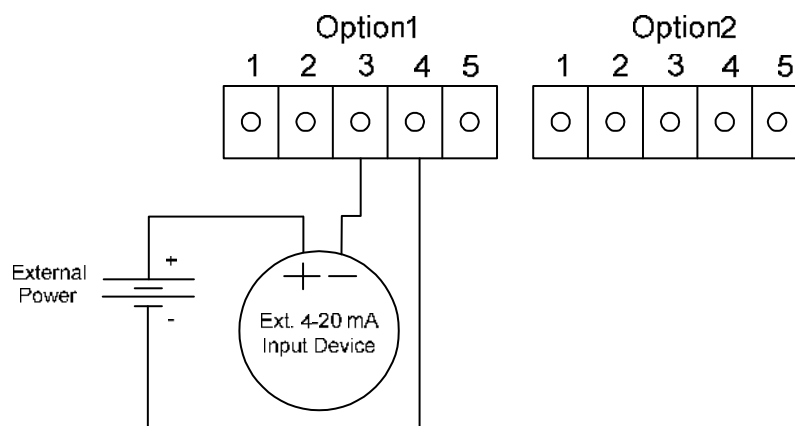 Option1
Option2
1 2 3 4 5
1 2 3 4 5
External
Power
+
-
+ −
Ext. 4-20 mA
Input Device